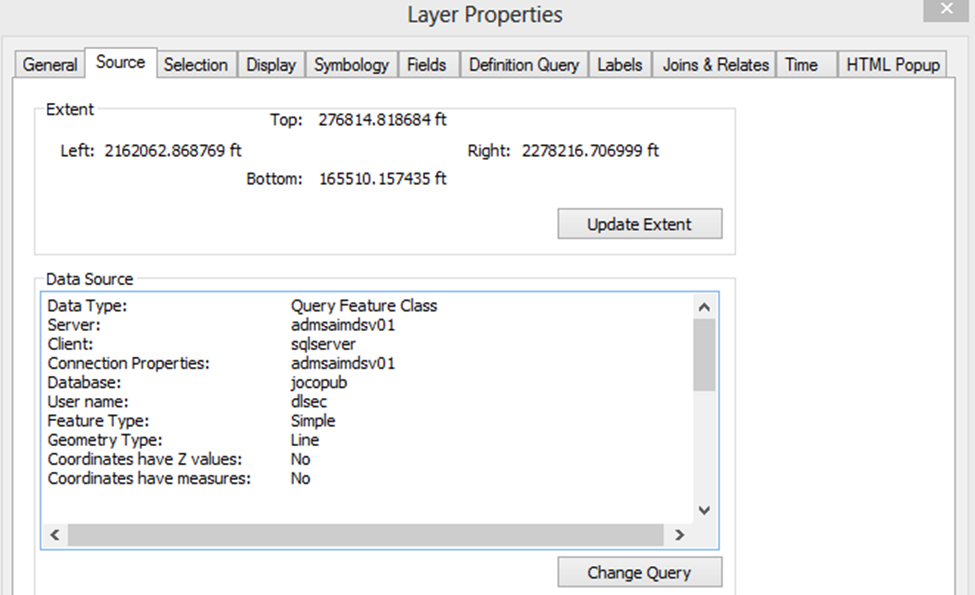 Layer Properties
General Source Selection Display Symbology Fields Definition Query Labels Joins & Relates Time HTML Popup
Extent
Top: 276814.818684 ft
Left: 2162062.868769 ft Right: 2278216.706999 ft
Bottom: 165510.157435 ft
Update Extent
Data Source
Data Type: Query Feature Class
Server: admsaimdsv01
Client: sqlserver
Connection Properties: admsaimdsv01
Database: jocopub
User name: dlsec
Feature Type: Simple
Geometry Type: Line
Coordinates have Z values: No
Coordinates have measures: No
Change Query